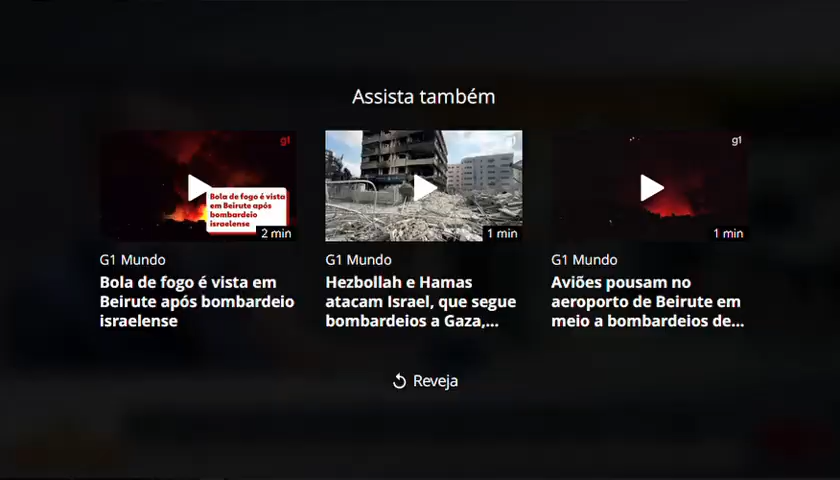 Assista também
g1
Bola de fogo é vista
em Beirute após
bombardeio
israelense
2 min
G1 Mundo
Bola de fogo é vista em
Beirute após bombardeio
israelense
1 min
G1 Mundo
Hezbollah e Hamas
atacam Israel, que segue
bombardeios a Gaza,...
g1
1 min
G1 Mundo
Aviões pousam no
aeroporto de Beirute em
meio a bombardeios de...
Reveja